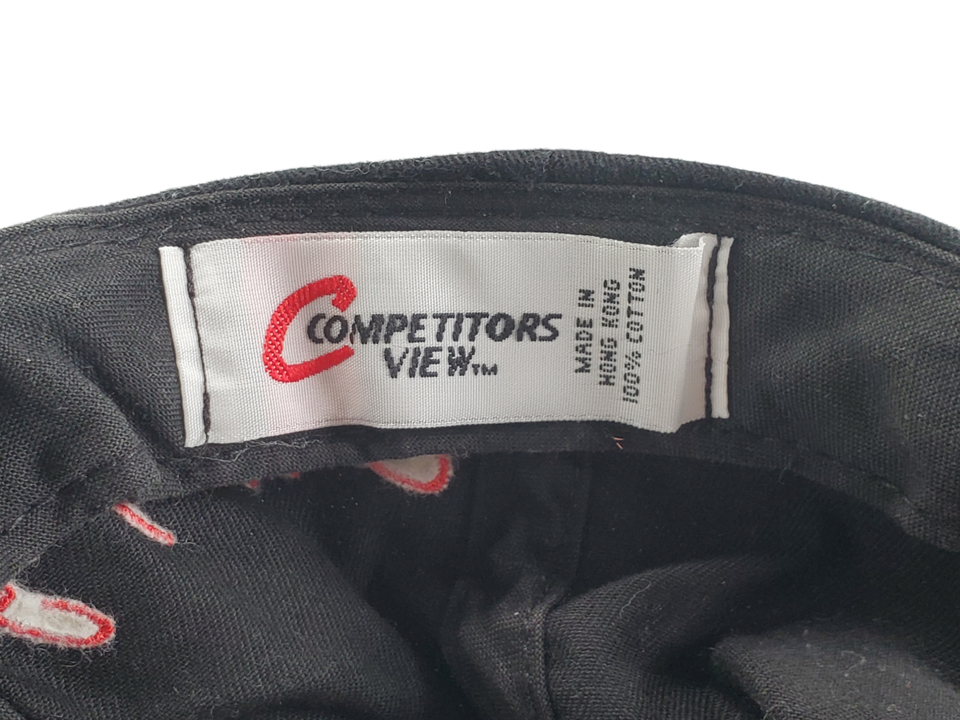 COMPETITORS
VIEW™
MADE IN
HONG KONG
100% COTTON